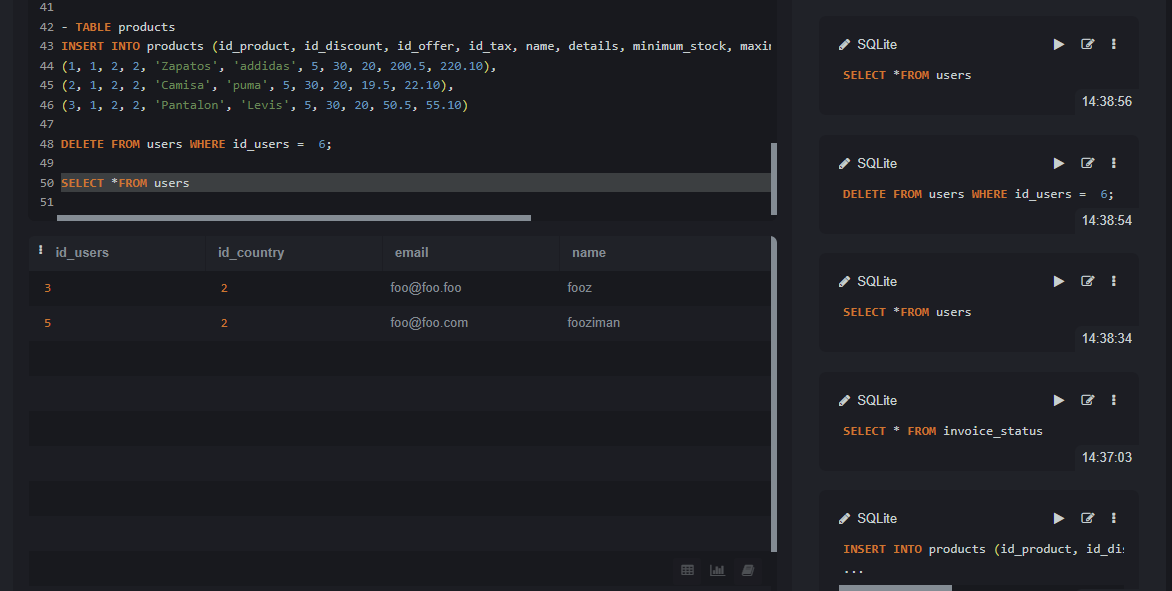 41
42 - TABLE products
43 INSERT INTO products (id_product, id_discount, id_offer, id_tax, name, details, minimum_stock,
44 (1, 1, 2, 2, 'Zapatos', 'addidas', 5, 30, 20, 200.5, 220.10),
45 (2, 1, 2, 2, 'Camisa', 'puma', 5, 30, 20, 19.5, 22.10),
46 (3, 1, 2, 2, 'Pantalon', 'Levis', 5, 30, 20, 50.5, 55.10)
47
48 DELETE FROM users WHERE id_users =  6;
49
50 SELECT *FROM users
51
id_users id_country email name
3 2 foo@foo.foo fooz
5 2 foo@foo.com fooziman
SQLite
SELECT *FROM users
14:38:56
SQLite
DELETE FROM users WHERE id_users =  6;
14:38:54
SQLite
SELECT *FROM users
14:38:34
SQLite
SELECT * FROM invoice_status
14:37:03
SQLite
INSERT INTO products (id_product,
...